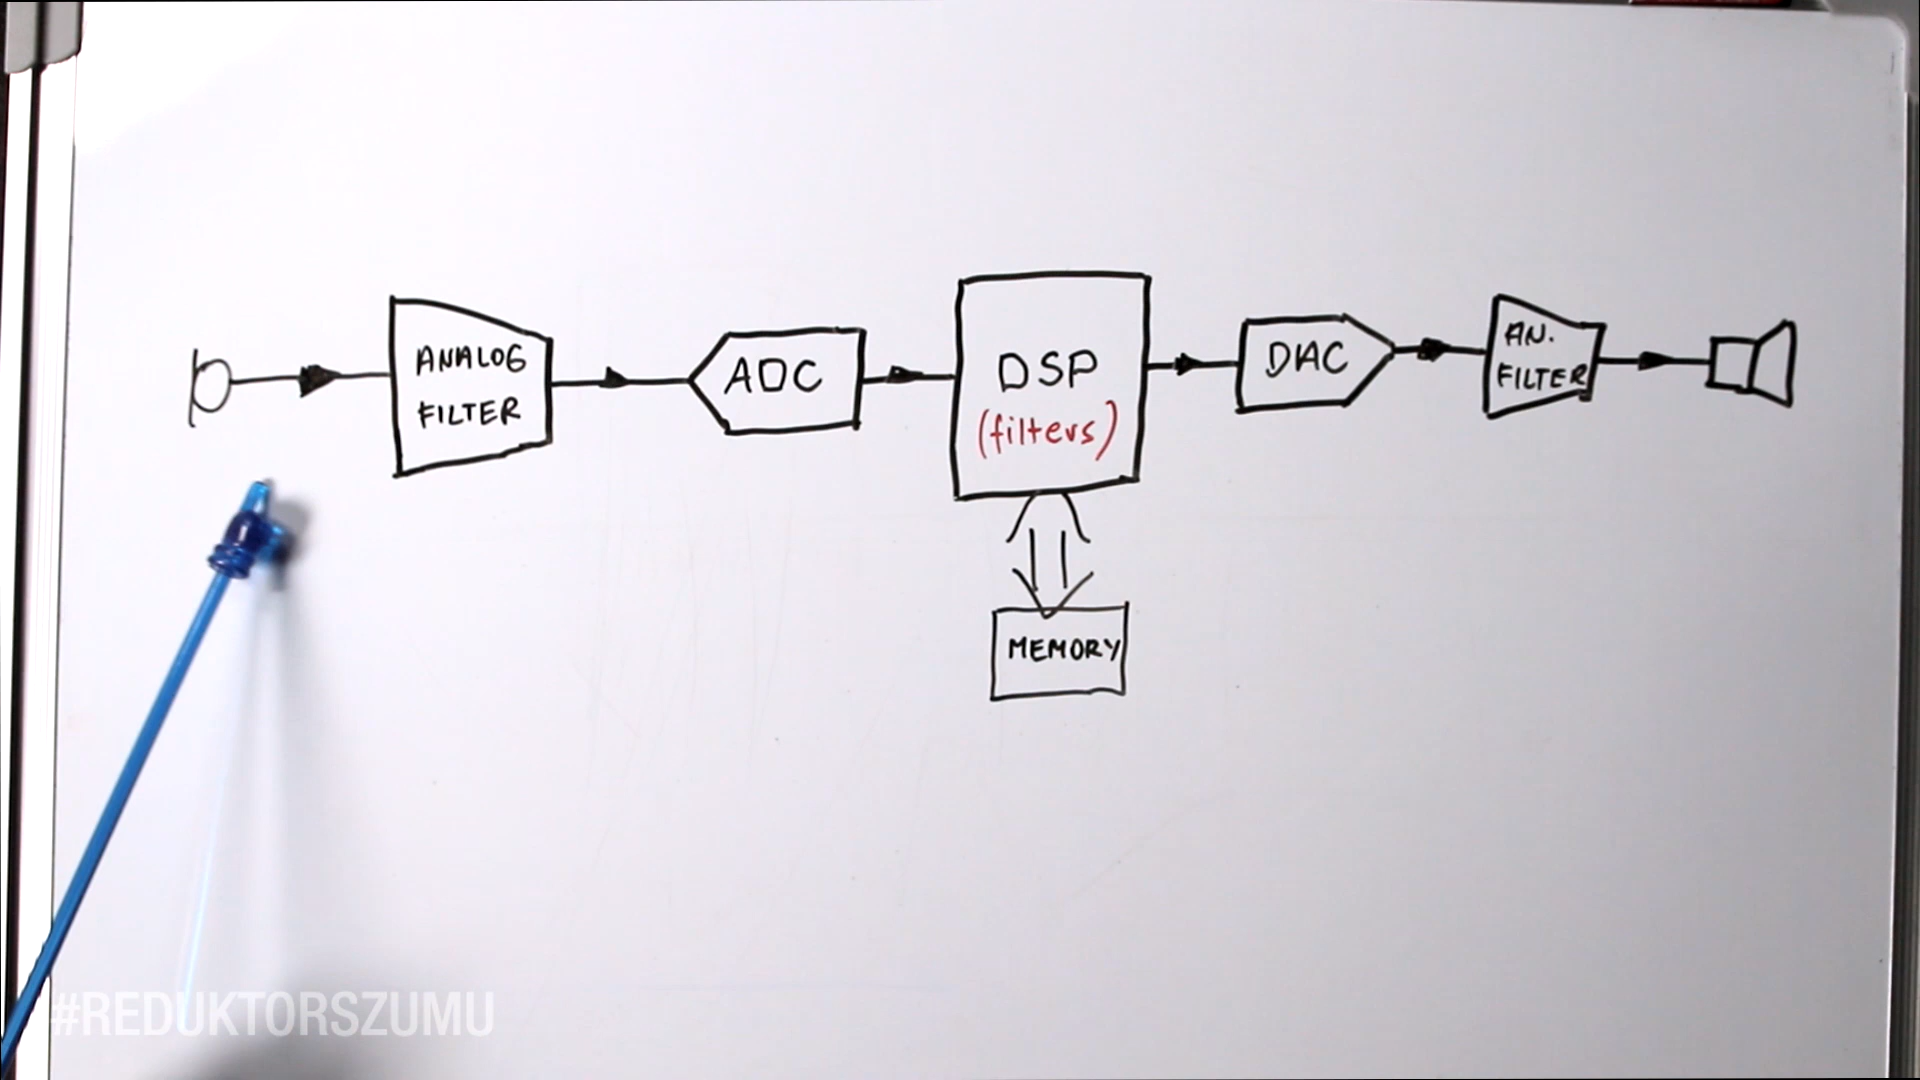 ANALOG
FILTER
ADC
DSP
(filters)
DAC
AN.
FILTER
MEMORY
#REDUKTORSZUMU